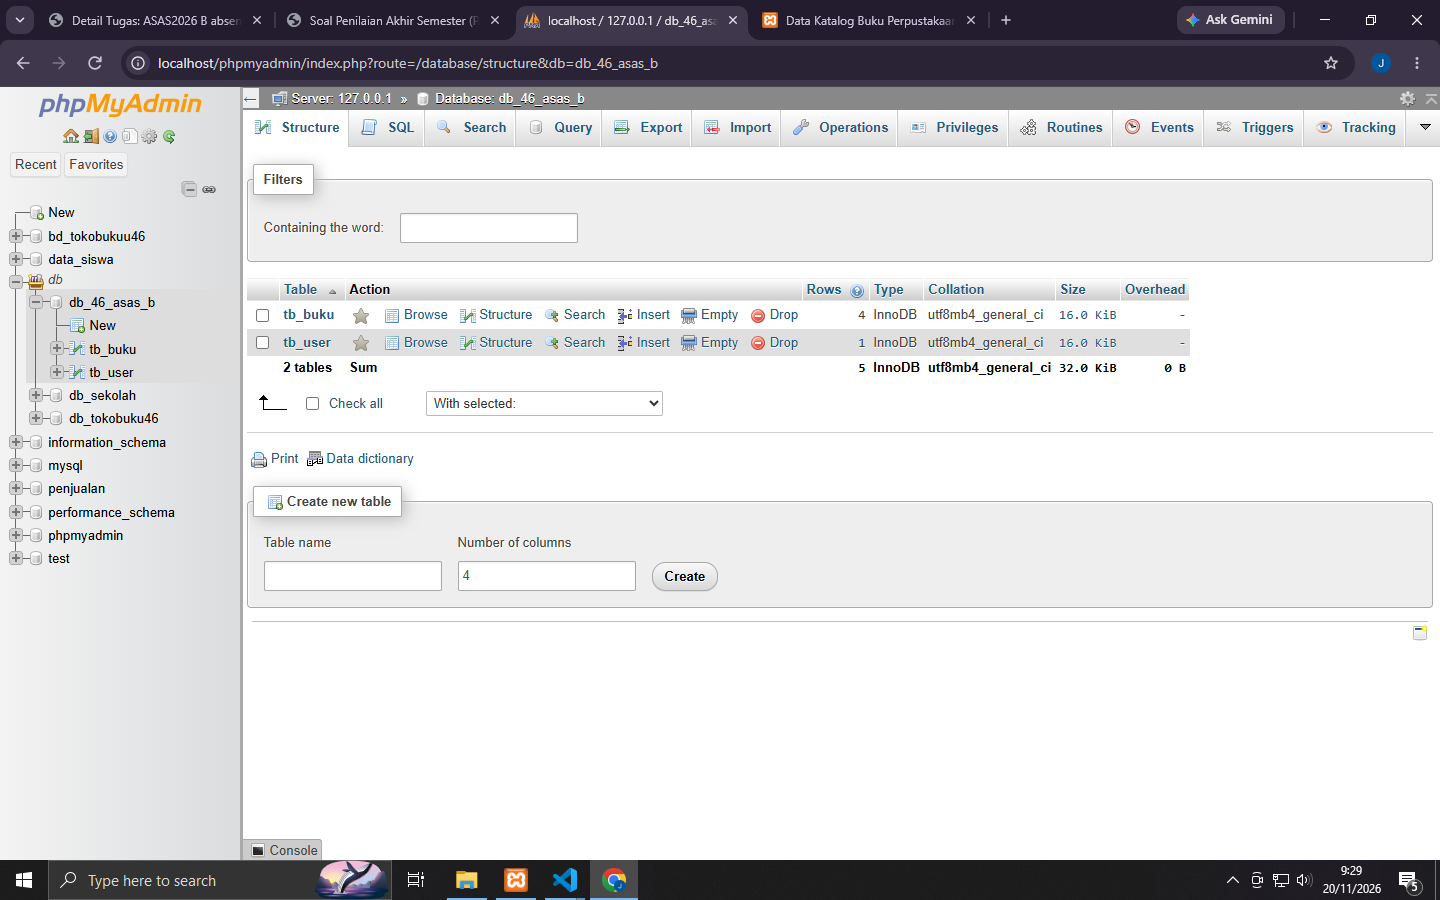 Detail Tugas: ASAS2026 B absen
Soal Penilaian Akhir Semester (P
localhost / 127.0.0.1 / db_46_asa
Data Katalog Buku Perpustakaan
Ask Gemini
localhost/phpmyadmin/index.php?route=/database/structure&db=db_46_asas_b
J
phpMyAdmin
Recent
Favorites
New
bd_tokobukuu46
data_siswa
db
db_46_asas_b
New
tb_buku
tb_user
db_sekolah
db_tokobuku46
information_schema
mysql
penjualan
performance_schema
phpmyadmin
test
Server: 127.0.0.1 » Database: db_46_asas_b
Structure SQL Search Query Export Import Operations Privileges Routines Events Triggers Tracking
Filters
Containing the word:
Table Action Rows Type Collation Size Overhead
tb_buku Browse Structure Search Insert Empty Drop 4 InnoDB utf8mb4_general_ci 16.0 KiB -
tb_user Browse Structure Search Insert Empty Drop 1 InnoDB utf8mb4_general_ci 16.0 KiB -
2 tables Sum 5 InnoDB utf8mb4_general_ci 32.0 KiB 0 B
Check all With selected:
Print Data dictionary
Create new table
Table name Number of columns
4 Create
Console
Type here to search
9:29
20/11/2026
5